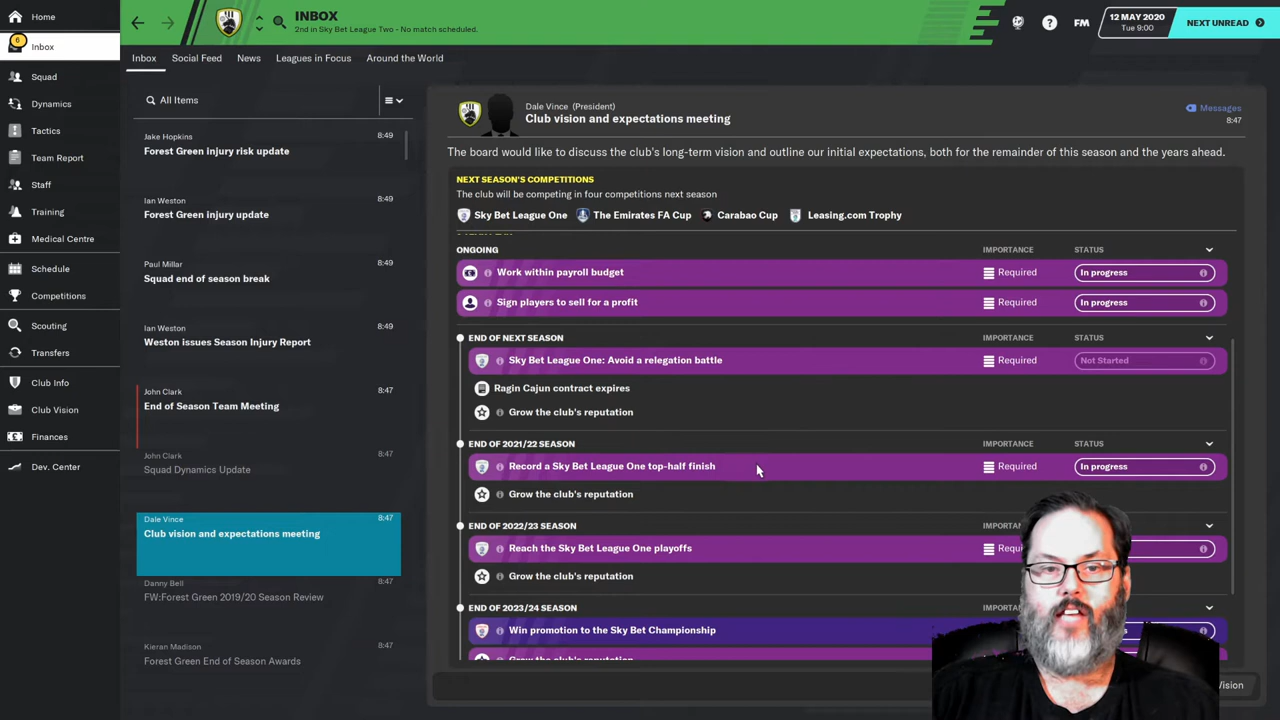 Home
6
Inbox
Squad
Dynamics
Tactics
Team Report
Staff
Training
Medical Centre
Schedule
Competitions
Scouting
Transfers
Club Info
Club Vision
Finances
Dev. Center
INBOX
2nd in Sky Bet League Two - No match scheduled.
?
FM
12 MAY 2020
Tue 9:00
NEXT UNREAD
Inbox
Social Feed
News
Leagues in Focus
Around the World
All Items
Jake Hopkins
8:49
Forest Green injury risk update
Ian Weston
8:49
Forest Green injury update
Paul Millar
8:49
Squad end of season break
Ian Weston
8:49
Weston issues Season Injury Report
John Clark
8:47
End of Season Team Meeting
John Clark
8:47
Squad Dynamics Update
Dale Vince
8:47
Club vision and expectations meeting
Danny Bell
8:47
FW:Forest Green 2019/20 Season Review
Kieran Madison
8:47
Forest Green End of Season Awards
Dale Vince (President)
Club vision and expectations meeting
Messages
8:47
The board would like to discuss the club's long-term vision and outline our initial expectations, both for the remainder of this season and the years ahead.
NEXT SEASON'S COMPETITIONS
The club will be competing in four competitions next season
Sky Bet League One
The Emirates FA Cup
Carabao Cup
Leasing.com Trophy
ONGOING IMPORTANCE STATUS
Work within payroll budget Required In progress
Sign players to sell for a profit Required In progress
END OF NEXT SEASON IMPORTANCE STATUS
Sky Bet League One: Avoid a relegation battle Required Not Started
Ragin Cajun contract expires
Grow the club's reputation
END OF 2021/22 SEASON IMPORTANCE STATUS
Record a Sky Bet League One top-half finish Required In progress
Grow the club's reputation
END OF 2022/23 SEASON IMPORTANCE STATUS
Reach the Sky Bet League One playoffs
Grow the club's reputation
END OF 2023/24 SEASON
Win promotion to the Sky Bet Championship
Grow the club's reputation
Vision